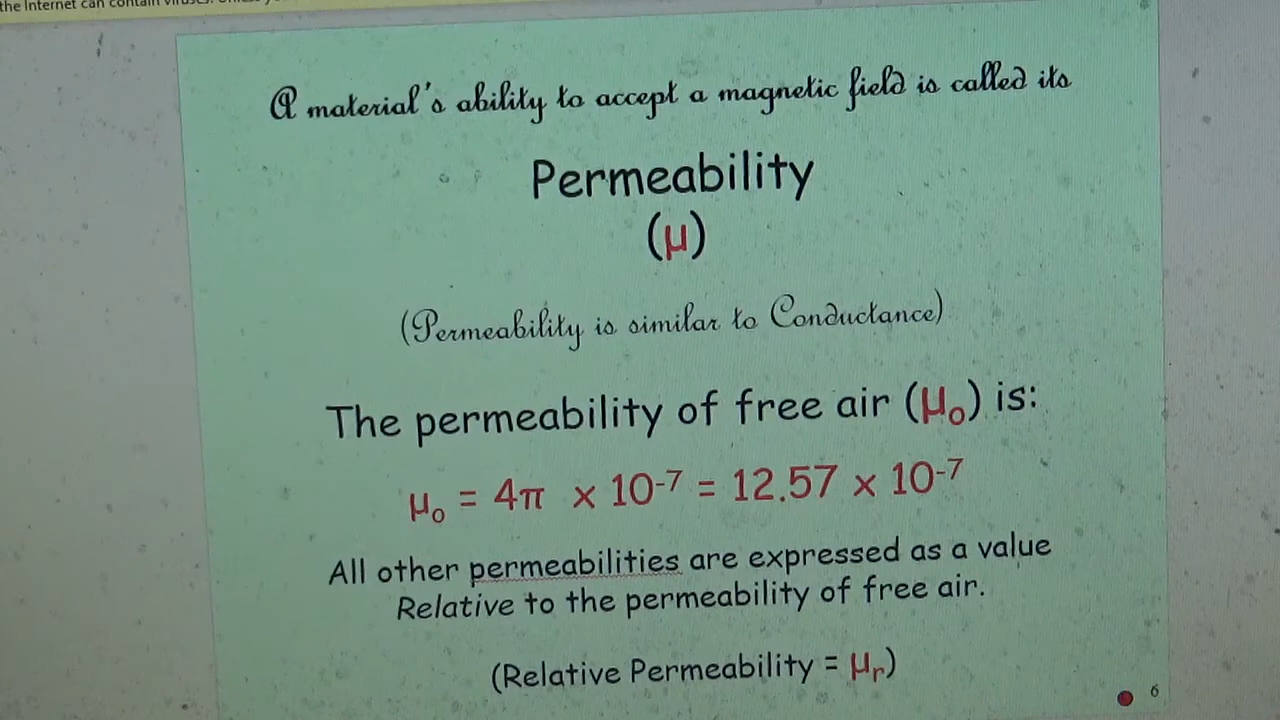 the Internet can contain viruses.
A material's ability to accept a magnetic field is called its
Permeability
(μ)
(Permeability is similar to Conductance)
The permeability of free air (μo) is:
μo = 4π x 10-7 = 12.57 x 10-7
All other permeabilities are expressed as a value
Relative to the permeability of free air.
(Relative Permeability = μr)
6